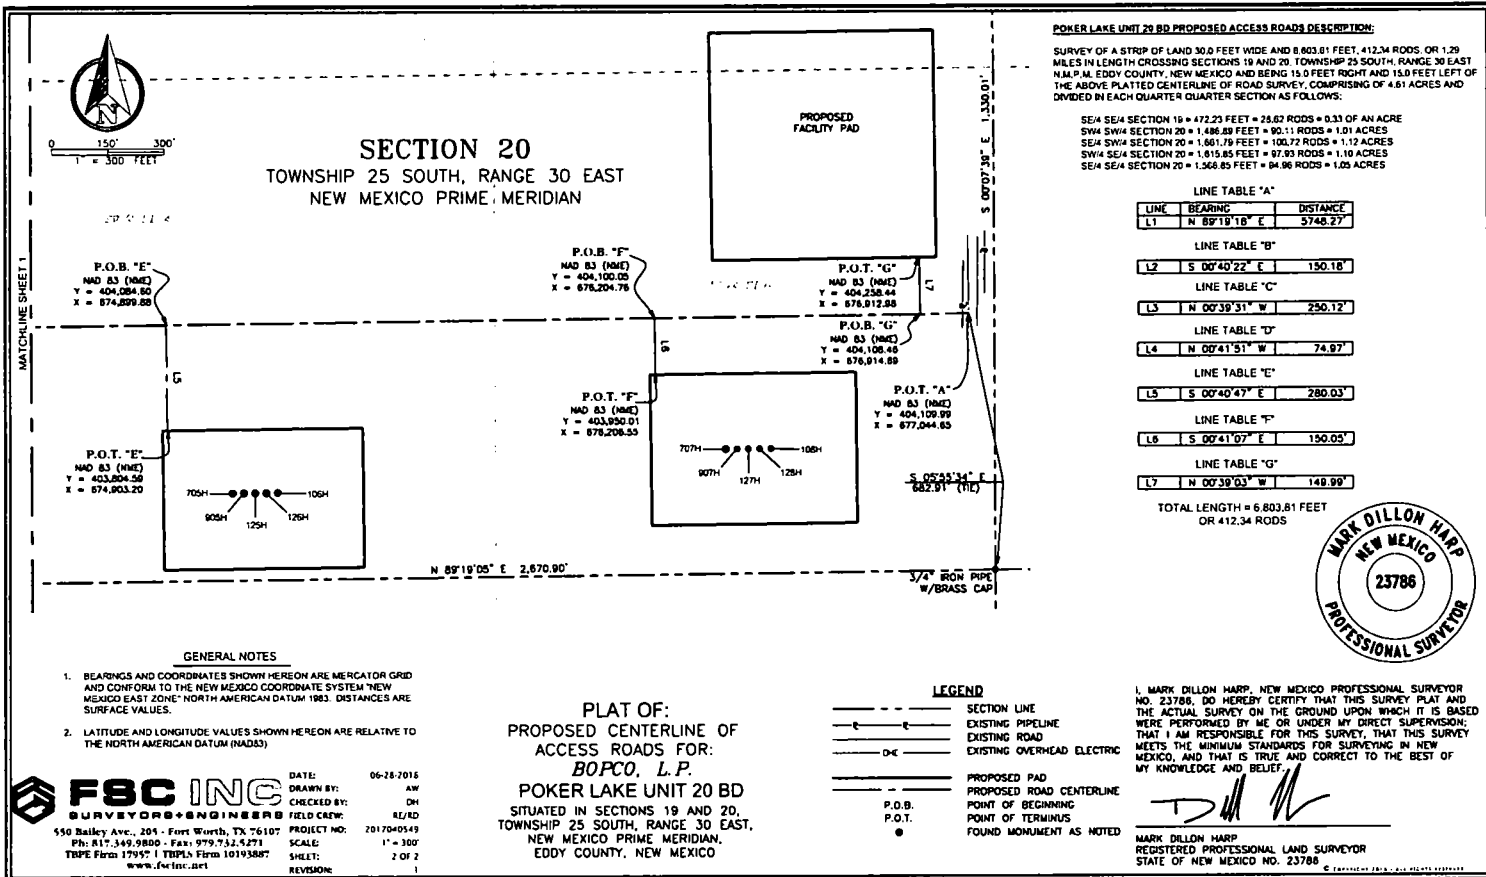 MATCHLINE SHEET 1
N
0 150' 300'
1" = 300 FEET
SECTION 20
TOWNSHIP 25 SOUTH, RANGE 30 EAST
NEW MEXICO PRIME MERIDIAN
PROPOSED
FACILITY PAD
S 00°07'39" E 1,330.01'
P.O.B. "E"
NAD 83 (NME)
Y = 404,084.60
X = 674,899.88
P.O.B. "F"
NAD 83 (NME)
Y = 404,100.05
X = 676,204.76
P.O.T. "G"
NAD 83 (NME)
Y = 404,258.44
X = 676,912.98
L7
P.O.B. "G"
NAD 83 (NME)
Y = 404,108.46
X = 676,914.69
L5
L6
P.O.T. "F"
NAD 83 (NME)
Y = 403,950.01
X = 676,206.55
P.O.T. "A"
NAD 83 (NME)
Y = 404,109.99
X = 677,044.65
P.O.T. "E"
NAD 83 (NME)
Y = 403,804.59
X = 674,903.20
707H
108H
907H
128H
127H
705H
106H
905H
126H
125H
S 05°55'34" E
682.91' (TIE)
N 89°19'05" E 2,670.90'
3/4" IRON PIPE
W/BRASS CAP
POKER LAKE UNIT 20 BD PROPOSED ACCESS ROADS DESCRIPTION:
SURVEY OF A STRIP OF LAND 30.0 FEET WIDE AND 6,803.81 FEET, 412.34 RODS, OR 1.29
MILES IN LENGTH CROSSING SECTIONS 19 AND 20, TOWNSHIP 25 SOUTH, RANGE 30 EAST
N.M.P.M. EDDY COUNTY, NEW MEXICO AND BEING 15.0 FEET RIGHT AND 15.0 FEET LEFT OF
THE ABOVE PLATTED CENTERLINE OF ROAD SURVEY, COMPRISING OF 4.61 ACRES AND
DIVIDED IN EACH QUARTER QUARTER SECTION AS FOLLOWS:
SE/4 SE/4 SECTION 19 = 472.23 FEET = 28.62 RODS = 0.33 OF AN ACRE
SW/4 SW/4 SECTION 20 = 1,486.89 FEET = 90.11 RODS = 1.01 ACRES
SE/4 SW/4 SECTION 20 = 1,661.79 FEET = 100.72 RODS = 1.12 ACRES
SW/4 SE/4 SECTION 20 = 1,615.85 FEET = 97.93 RODS = 1.10 ACRES
SE/4 SE/4 SECTION 20 = 1,566.85 FEET = 94.96 RODS = 1.05 ACRES
LINE TABLE "A"
LINE BEARING DISTANCE
L1 N 89°19'18" E 5748.27'
LINE TABLE "B"
L2 S 00°40'22" E 150.18'
LINE TABLE "C"
L3 N 00°39'31" W 250.12'
LINE TABLE "D"
L4 N 00°41'51" W 74.97'
LINE TABLE "E"
L5 S 00°40'47" E 280.03'
LINE TABLE "F"
L6 S 00°41'07" E 150.05'
LINE TABLE "G"
L7 N 00°39'03" W 149.99'
TOTAL LENGTH = 6,803.81 FEET
OR 412.34 RODS
MARK DILLON HARP
NEW MEXICO
23786
PROFESSIONAL SURVEYOR
GENERAL NOTES
1. BEARINGS AND COORDINATES SHOWN HEREON ARE MERCATOR GRID
AND CONFORM TO THE NEW MEXICO COORDINATE SYSTEM "NEW
MEXICO EAST ZONE" NORTH AMERICAN DATUM 1983. DISTANCES ARE
SURFACE VALUES.
2. LATITUDE AND LONGITUDE VALUES SHOWN HEREON ARE RELATIVE TO
THE NORTH AMERICAN DATUM (NAD83)
FSC INC
SURVEYORS+ENGINEERS
550 Bailey Ave., 205 - Fort Worth, TX 76107
Ph: 817.349.9800 - Fax: 979.732.5271
TBPE Firm 17957 | TBPLS Firm 10193887
www.fscinc.net
DATE: 06-28-2018
DRAWN BY: AW
CHECKED BY: DH
FIELD CREW: RE/RD
PROJECT NO: 2017040549
SCALE: 1" = 300'
SHEET: 2 OF 2
REVISION: 1
PLAT OF:
PROPOSED CENTERLINE OF
ACCESS ROADS FOR:
BOPCO, L.P.
POKER LAKE UNIT 20 BD
SITUATED IN SECTIONS 19 AND 20,
TOWNSHIP 25 SOUTH, RANGE 30 EAST,
NEW MEXICO PRIME MERIDIAN,
EDDY COUNTY, NEW MEXICO
LEGEND
SECTION LINE
EXISTING PIPELINE
EXISTING ROAD
OHE EXISTING OVERHEAD ELECTRIC
PROPOSED PAD
PROPOSED ROAD CENTERLINE
P.O.B. POINT OF BEGINNING
P.O.T. POINT OF TERMINUS
FOUND MONUMENT AS NOTED
I, MARK DILLON HARP, NEW MEXICO PROFESSIONAL SURVEYOR
NO. 23786, DO HEREBY CERTIFY THAT THIS SURVEY PLAT AND
THE ACTUAL SURVEY ON THE GROUND UPON WHICH IT IS BASED
WERE PERFORMED BY ME OR UNDER MY DIRECT SUPERVISION;
THAT I AM RESPONSIBLE FOR THIS SURVEY, THAT THIS SURVEY
MEETS THE MINIMUM STANDARDS FOR SURVEYING IN NEW
MEXICO, AND THAT IS TRUE AND CORRECT TO THE BEST OF
MY KNOWLEDGE AND BELIEF.
MARK DILLON HARP
REGISTERED PROFESSIONAL LAND SURVEYOR
STATE OF NEW MEXICO NO. 23786